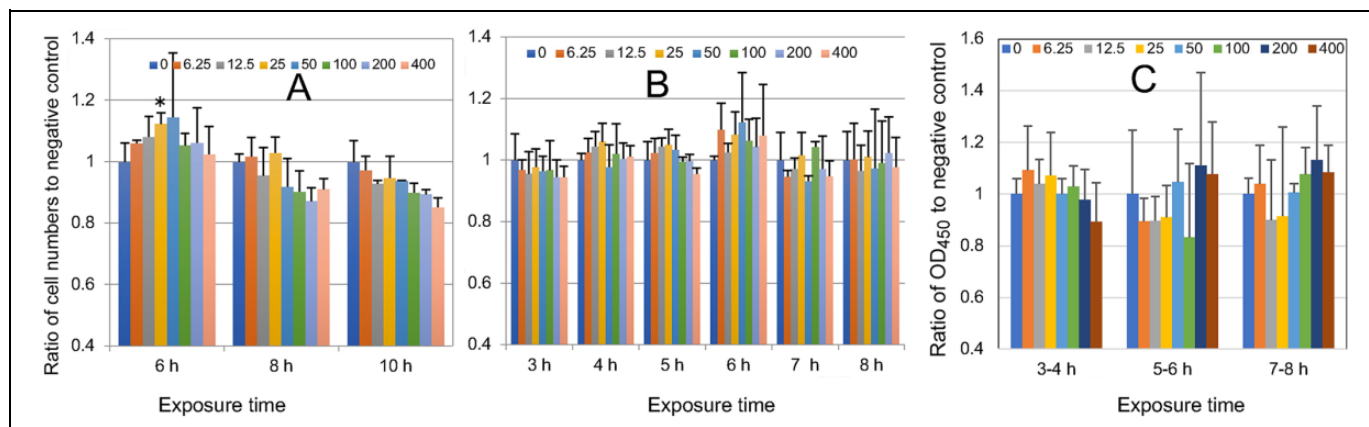 Ratio of cell numbers to negative control
1.4
1.2
1
0.8
0.6
0.4
0 6.25 12.5 25 50 100 200 400
A
*
6 h 8 h 10 h
Exposure time
1.4
1.2
1
0.8
0.6
0.4
0 6.25 12.5 25 50 100 200 400
B
3 h 4 h 5 h 6 h 7 h 8 h
Exposure time
Ratio of OD450 to negative control
1.6
1.4
1.2
1
0.8
0.6
0.4
0 6.25 12.5 25 50 100 200 400
C
3-4 h 5-6 h 7-8 h
Exposure time